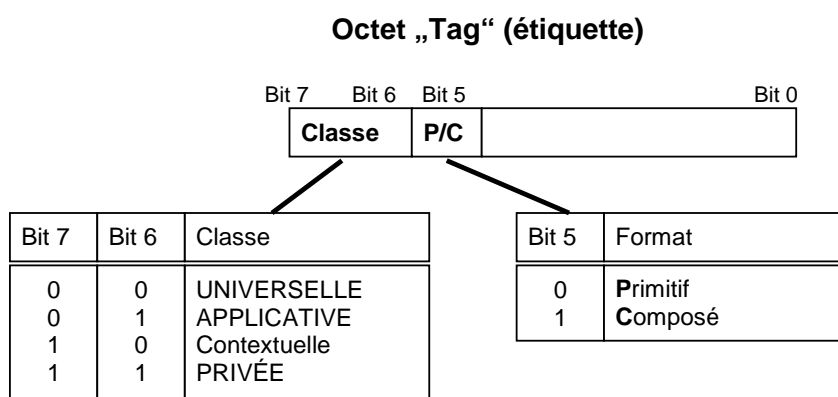 Octet „Tag“ (étiquette)
Bit 7 Bit 6 Bit 5 Bit 0
Classe P/C
Bit 7 Bit 6 Classe
0 0 UNIVERSELLE
0 1 APPLICATIVE
1 0 Contextuelle
1 1 PRIVÉE
Bit 5 Format
0 Primitif
1 Composé